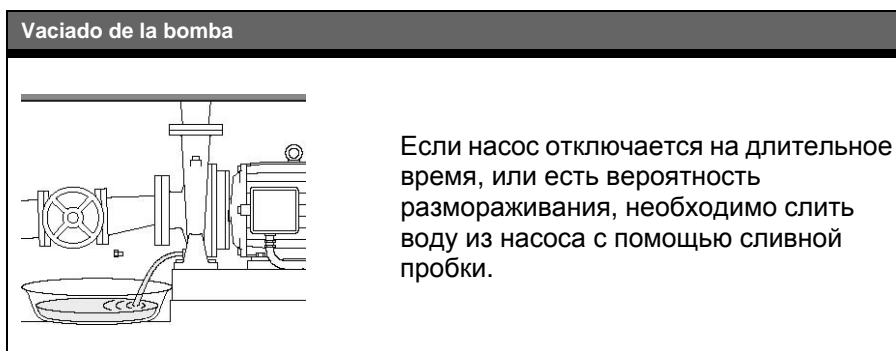 Vaciado de la bomba
Если насос отключается на длительное
время, или есть вероятность
размораживания, необходимо слить
воду из насоса с помощью сливной
пробки.